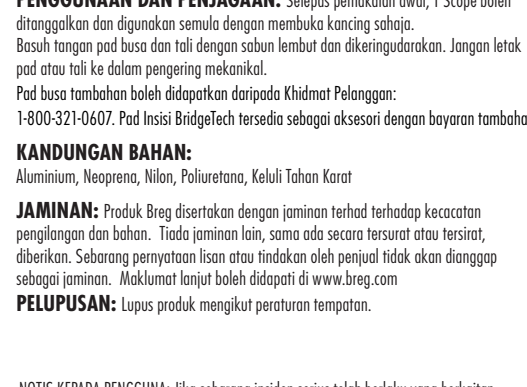 PENGGUNAAN DAN PENJAGAAN: Selepas pemakaian awal, T Scope boleh
ditanggalkan dan digunakan semula dengan membuka kancing sahaja.
Basuh tangan pad busa dan tali dengan sabun lembut dan dikeringudarakan. Jangan letak
pad atau tali ke dalam pengering mekanikal.
Pad busa tambahan boleh didapatkan daripada Khidmat Pelanggan:
1-800-321-0607. Pad Insisi BridgeTech tersedia sebagai aksesori dengan bayaran tambaha
KANDUNGAN BAHAN:
Aluminium, Neoprena, Nilon, Poliuretana, Keluli Tahan Karat
JAMINAN: Produk Breg disertakan dengan jaminan terhad terhadap kecacatan
pengilangan dan bahan. Tiada jaminan lain, sama ada secara tersurat atau tersirat,
diberikan. Sebarang pernyataan lisan atau tindakan oleh penjual tidak akan dianggap
sebagai jaminan. Maklumat lanjut boleh didapati di www.breg.com
PELUPUSAN: Lupus produk mengikut peraturan tempatan.
NOTIS KEPADA PENGGUNA: Jika sebarang insiden serius telah berlaku yang berkaitan